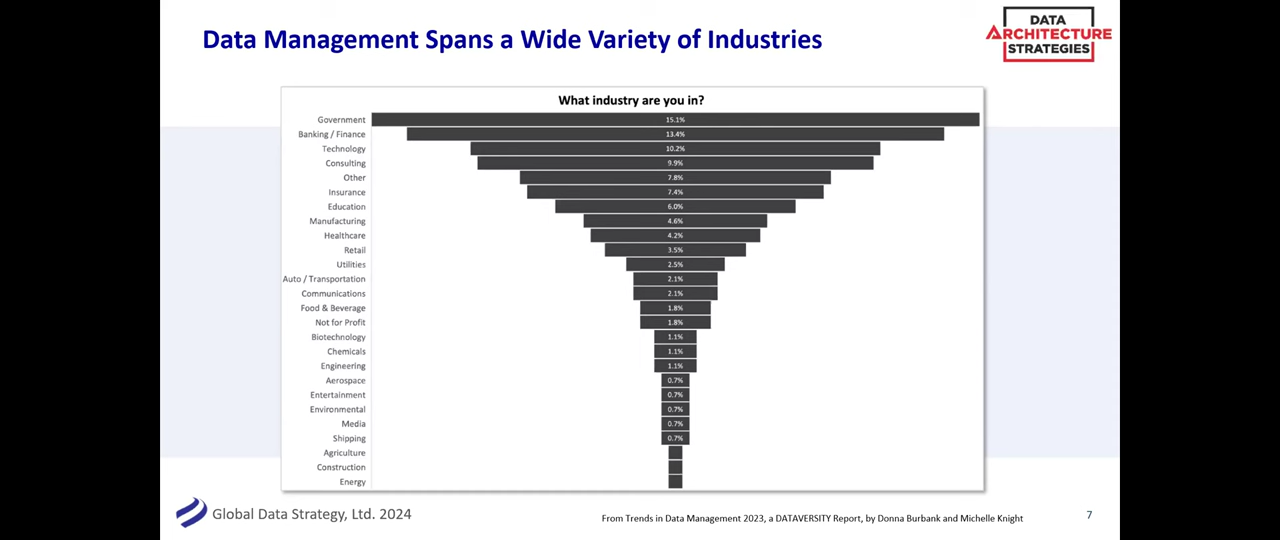 Data Management Spans a Wide Variety of Industries
DATA
ARCHITECTURE
STRATEGIES
What industry are you in?
Government 15.1%
Banking / Finance 13.4%
Technology 10.2%
Consulting 9.9%
Other 7.8%
Insurance 7.4%
Education 6.0%
Manufacturing 4.6%
Healthcare 4.2%
Retail 3.5%
Utilities 2.5%
Auto / Transportation 2.1%
Communications 2.1%
Food & Beverage 1.8%
Not for Profit 1.8%
Biotechnology 1.1%
Chemicals 1.1%
Engineering 1.1%
Aerospace 0.7%
Entertainment 0.7%
Environmental 0.7%
Media 0.7%
Shipping 0.7%
Agriculture
Construction
Energy
Global Data Strategy, Ltd. 2024
From Trends in Data Management 2023, a DATAVERSITY Report, by Donna Burbank and Michelle Knight
7